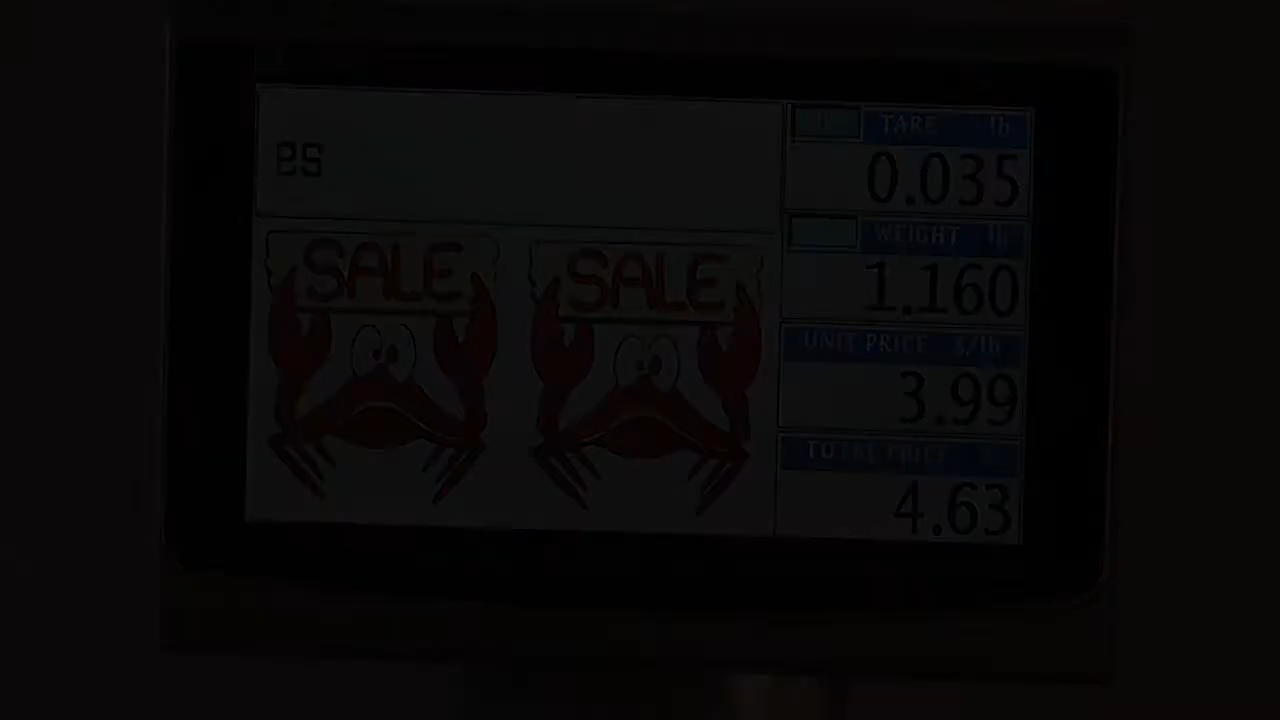 es
SALE SALE
TARE lb
0.035
WEIGHT lb
1.160
UNIT PRICE $/lb
3.99
TOTAL PRICE $
4.63